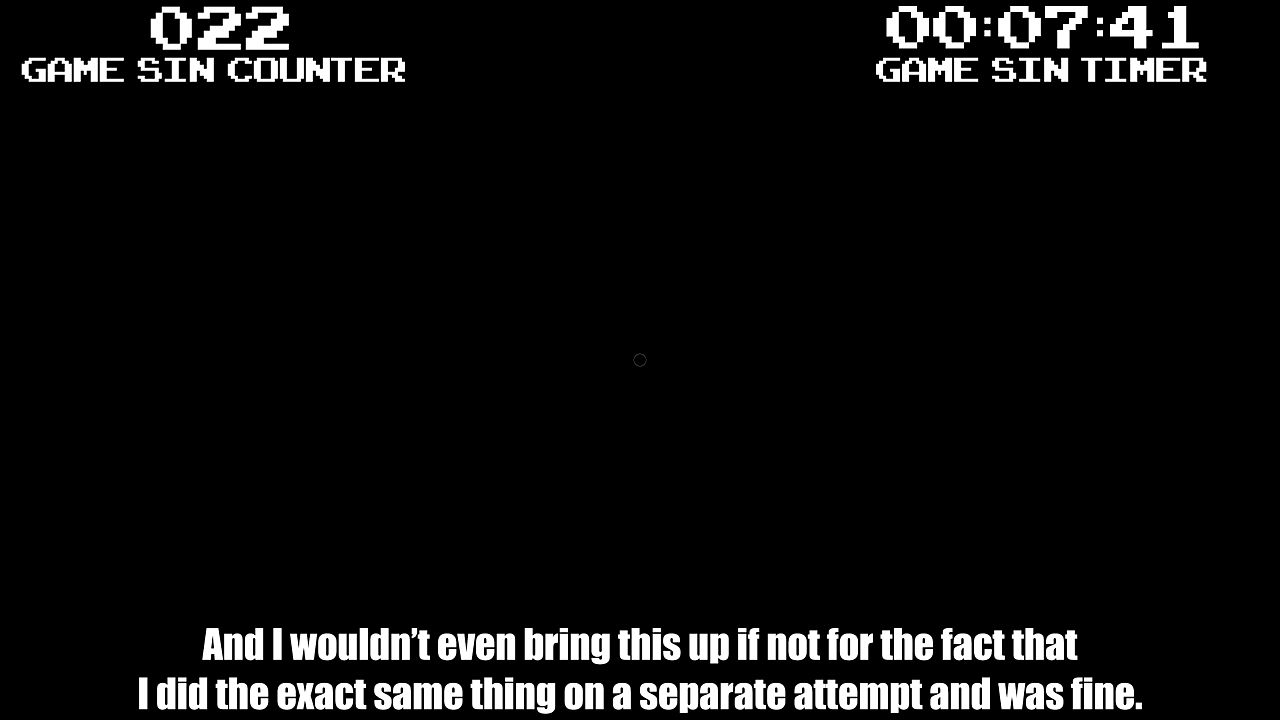 022
GAME SIN COUNTER
00:07:41
GAME SIN TIMER
And I wouldn’t even bring this up if not for the fact that
I did the exact same thing on a separate attempt and was fine.